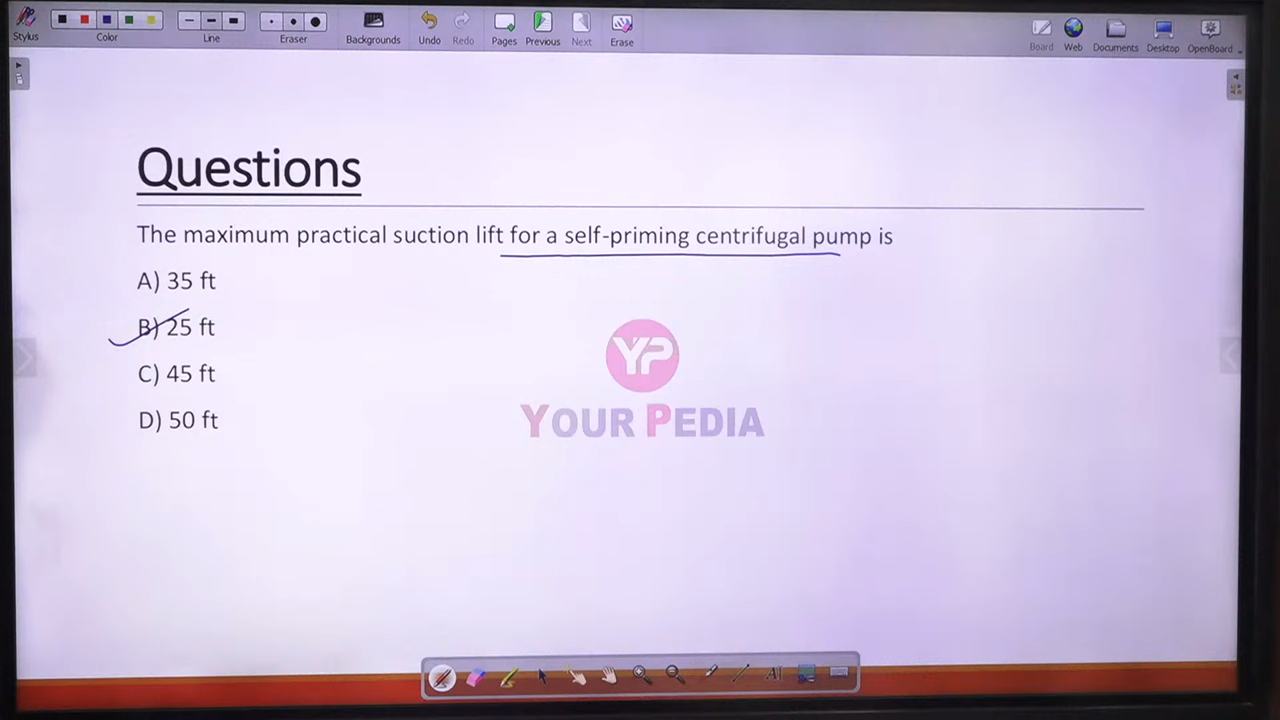 Stylus
Color
Line
Eraser
Backgrounds
Undo
Redo
Pages
Previous
Next
Erase
Board
Web
Documents
Desktop
OpenBoard
Questions
The maximum practical suction lift for a self-priming centrifugal pump is
A) 35 ft
B) 25 ft
C) 45 ft
D) 50 ft
YP
YOUR PEDIA
AI